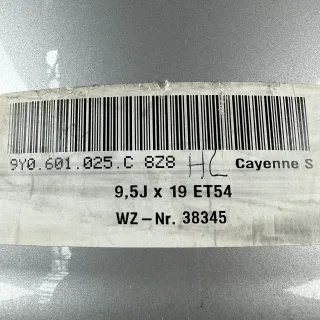 9Y0.601.025.C 8Z8 HL Cayenne S
9,5J x 19 ET54
WZ-Nr. 38345